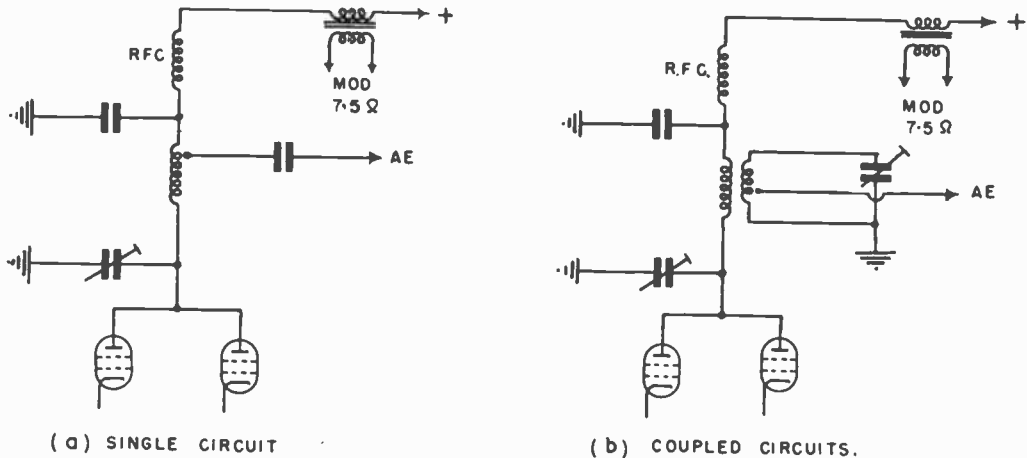 RFC
+
MOD
7.5 Ω
AE
(a) SINGLE CIRCUIT
R.F.C.
+
MOD
7.5 Ω
AE
(b) COUPLED CIRCUITS.